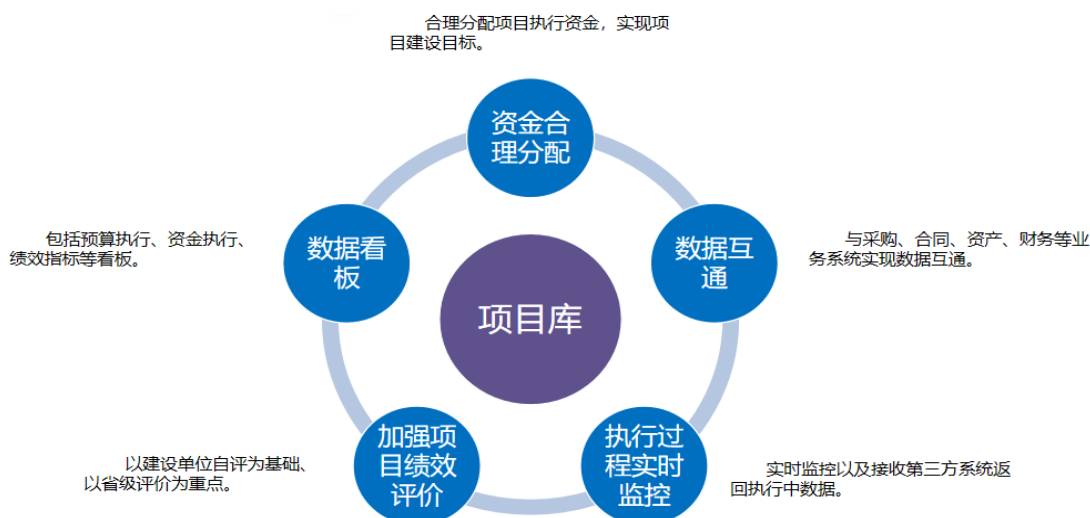 合理分配项目执行资金，实现项
目建设目标。
资金合
理分配
数据看
板
包括预算执行、资金执行、
绩效指标等看板。
数据互
通
与采购、合同、资产、财务等业
务系统实现数据互通。
项目库
加强项
目绩效
评价
以建设单位自评为基础、
以省级评价为重点。
执行过
程实时
监控
实时监控以及接收第三方系统返
回执行中数据。